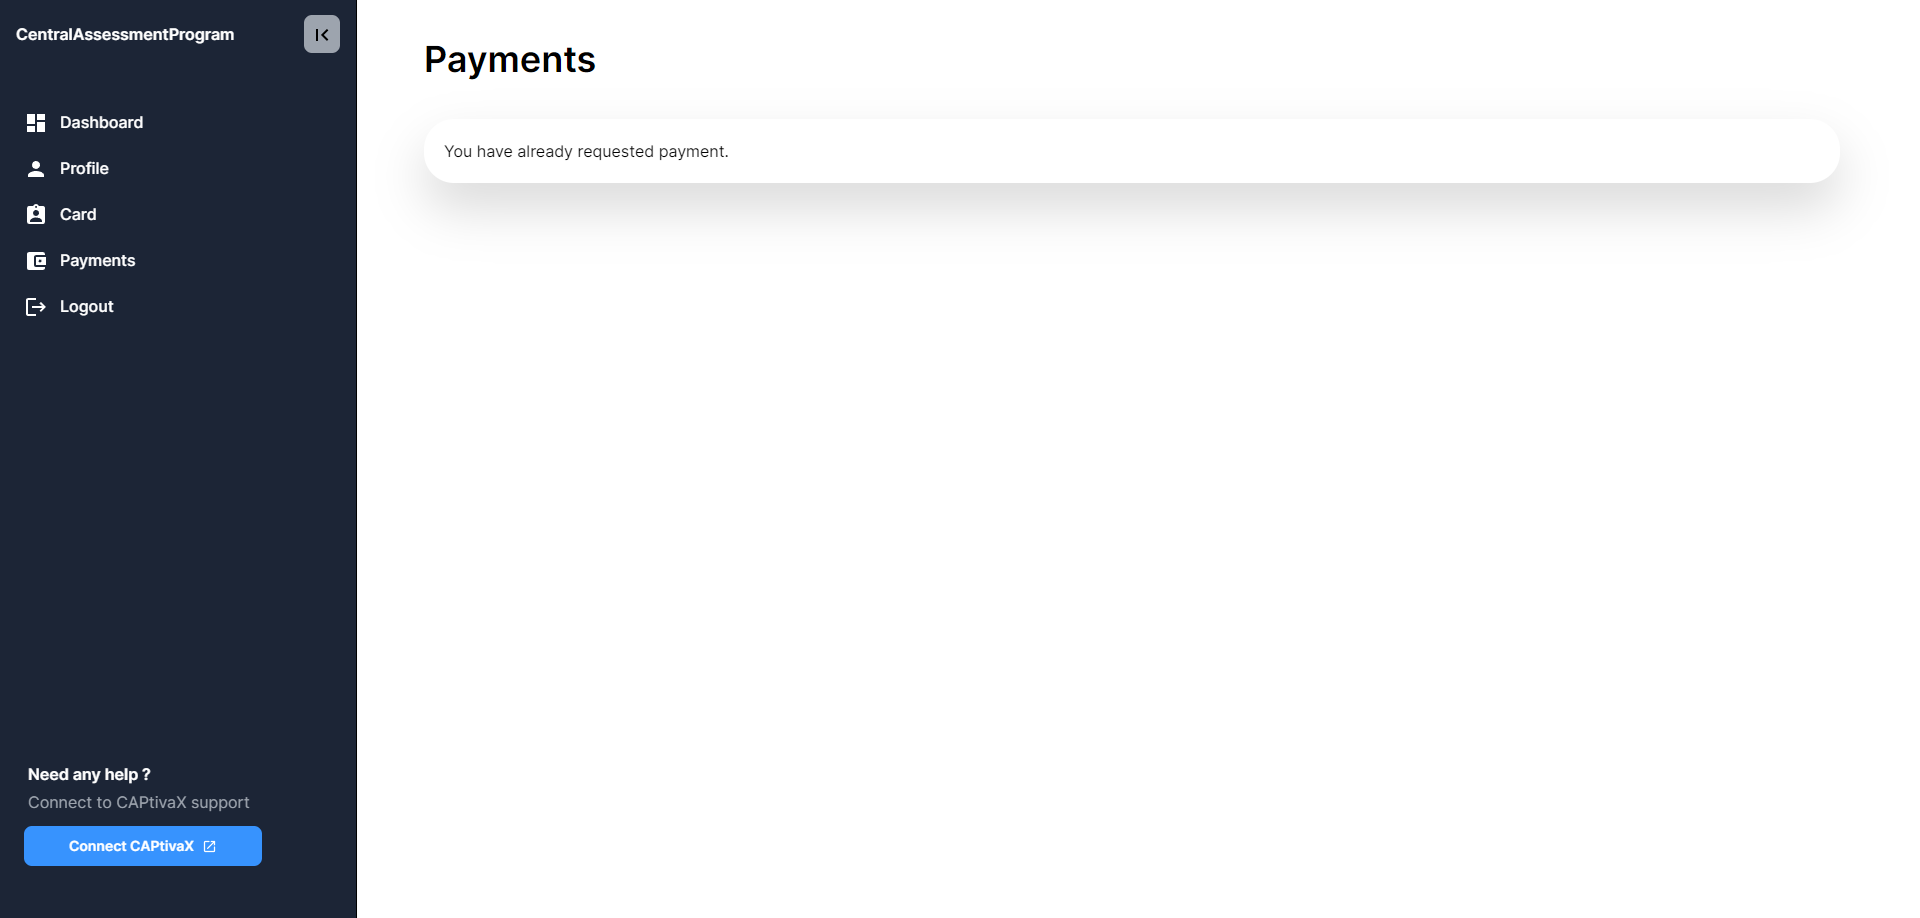 CentralAssessmentProgram
Dashboard
Profile
Card
Payments
Logout
Need any help ?
Connect to CAPtivaX support
Connect CAPtivaX
Payments
You have already requested payment.